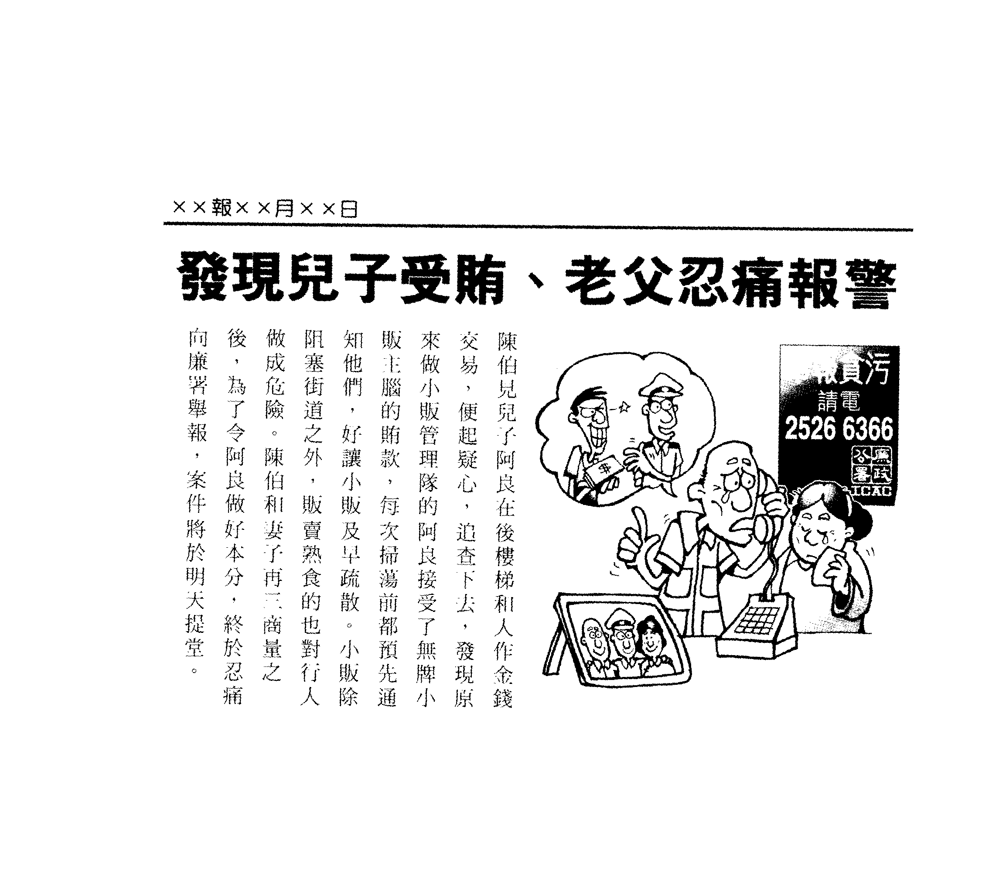 ××報××月××日
發現兒子受賄、老父忍痛報警
陳伯見兒子阿良在後樓梯和人作金錢
交易，便起疑心，追查下去，發現原
來做小販管理隊的阿良接受了無牌小
販主腦的賄款，每次掃蕩前都預先通
知他們，好讓小販及早疏散。小販除
阻塞街道之外，販賣熟食的也對行人
做成危險。陳伯和妻子再三商量之
後，為了令阿良做好本分，終於忍痛
向廉署舉報，案件將於明天提堂。
貪污
請電
2526 6366
廉政
公署
ICAC
$